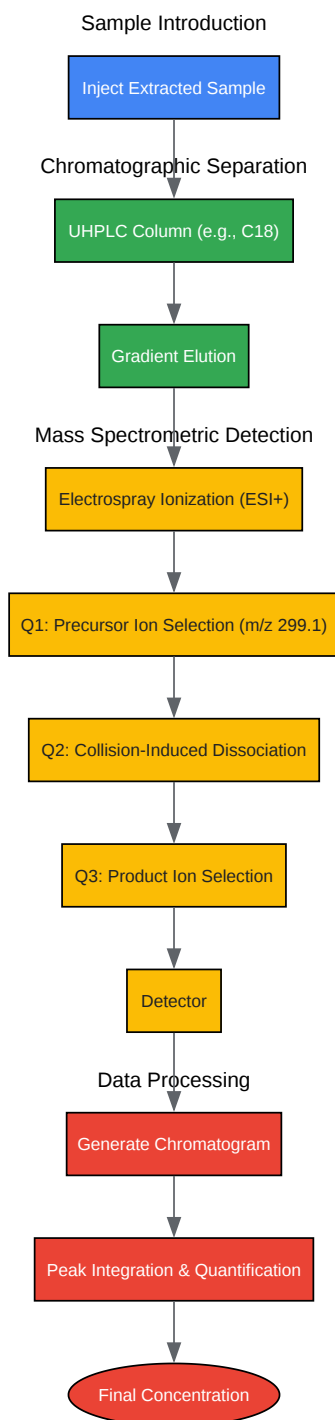 Sample Introduction
Inject Extracted Sample
Chromatographic Separation
UHPLC Column (e.g., C18)
Gradient Elution
Mass Spectrometric Detection
Electrospray Ionization (ESI+)
Q1: Precursor Ion Selection (m/z 299.1)
Q2: Collision-Induced Dissociation
Q3: Product Ion Selection
Detector
Data Processing
Generate Chromatogram
Peak Integration & Quantification
Final Concentration